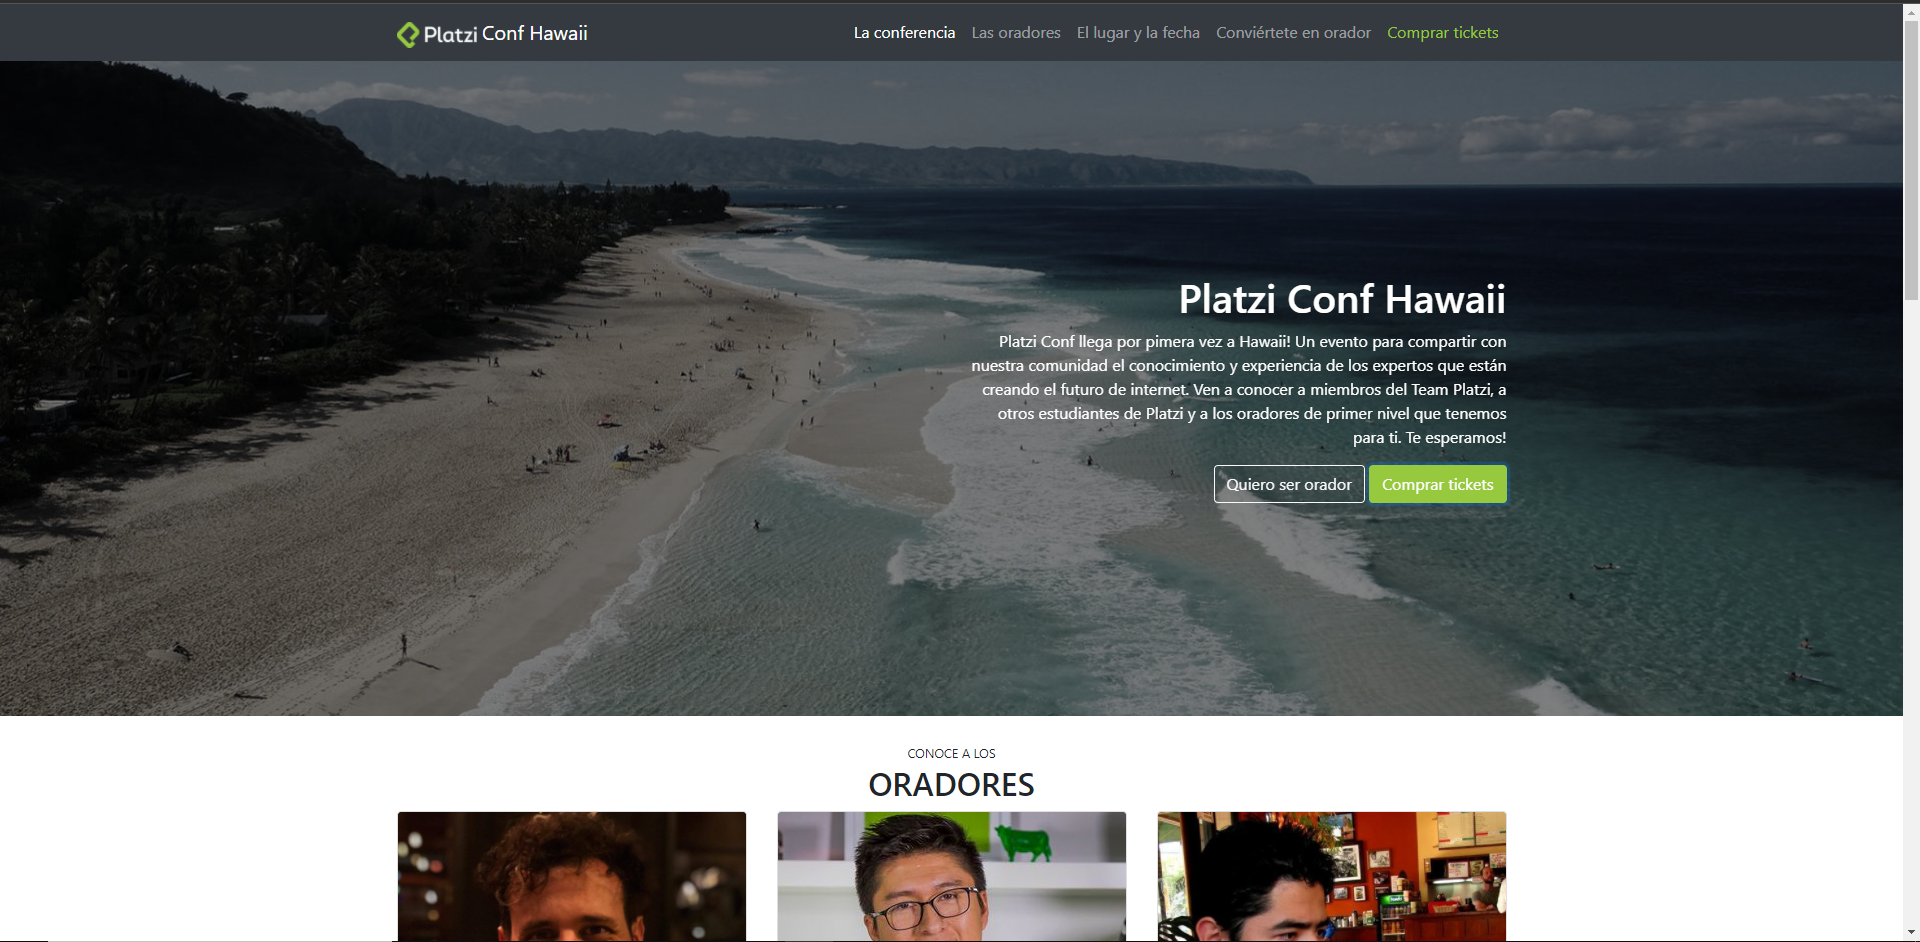 Platzi Conf Hawaii
La conferencia
Las oradores
El lugar y la fecha
Conviértete en orador
Comprar tickets
Platzi Conf Hawaii
Platzi Conf llega por pimera vez a Hawaii! Un evento para compartir con
nuestra comunidad el conocimiento y experiencia de los expertos que están
creando el futuro de internet. Ven a conocer a miembros del Team Platzi, a
otros estudiantes de Platzi y a los oradores de primer nivel que tenemos
para ti. Te esperamos!
Quiero ser orador
Comprar tickets
CONOCE A LOS
ORADORES